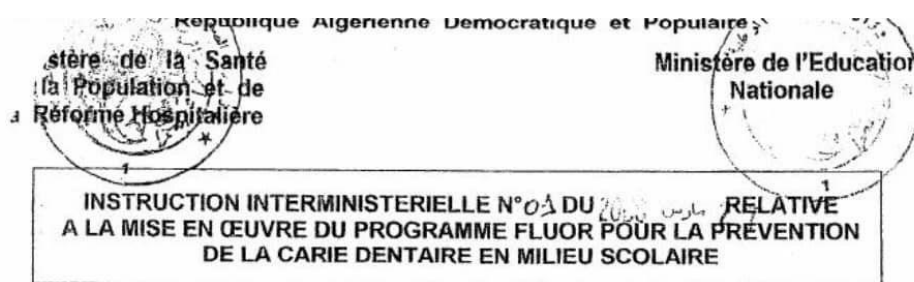 République Algérienne Démocratique et Populaire
stère de la Santé
la Population et de
a Réforme Hospitalière
Ministère de l'Education
Nationale
1
1
INSTRUCTION INTERMINISTERIELLE N° 01 DU مارس RELATIVE
A LA MISE EN ŒUVRE DU PROGRAMME FLUOR POUR LA PRÉVENTION
DE LA CARIE DENTAIRE EN MILIEU SCOLAIRE